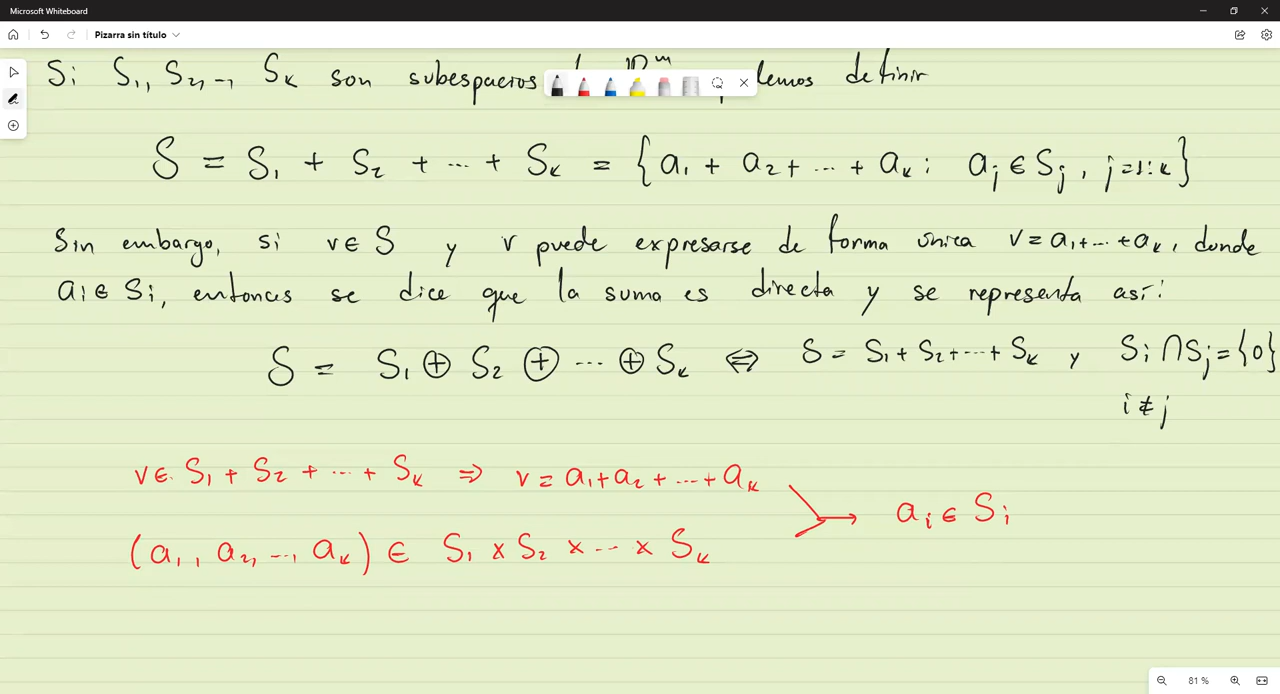 Microsoft Whiteboard
Pizarra sin título
Si S₁, S₂, ..., Sₖ son subespacios definir
S = S₁ + S₂ + ... + Sₖ = {a₁ + a₂ + ... + aₖ : aⱼ ∈ Sⱼ, j=1:k}
Sin embargo, si v ∈ S y v puede expresarse de forma única v = a₁ + ... + aₖ, donde
ai ∈ Si, entonces se dice que la suma es directa y se representa así:
S = S₁ ⊕ S₂ ⊕ ... ⊕ Sₖ ⇔ S = S₁ + S₂ + ... + Sₖ y Si ∩ Sj = {0}
i ≠ j
v ∈ S₁ + S₂ + ... + Sₖ ⇒ v = a₁ + a₂ + ... + aₖ
ai ∈ Si
(a₁, a₂, ..., aₖ) ∈ S₁ × S₂ × ... × Sₖ
81 %